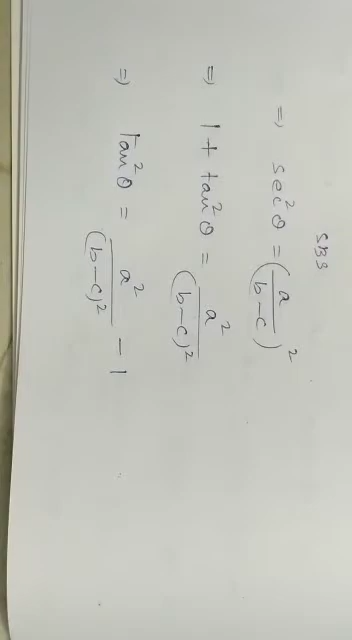 SBS
⇒ sec²θ = (a/(b-c))²
⇒ 1 + tan²θ = a²/(b-c)²
⇒ tan²θ = a²/(b-c)² - 1